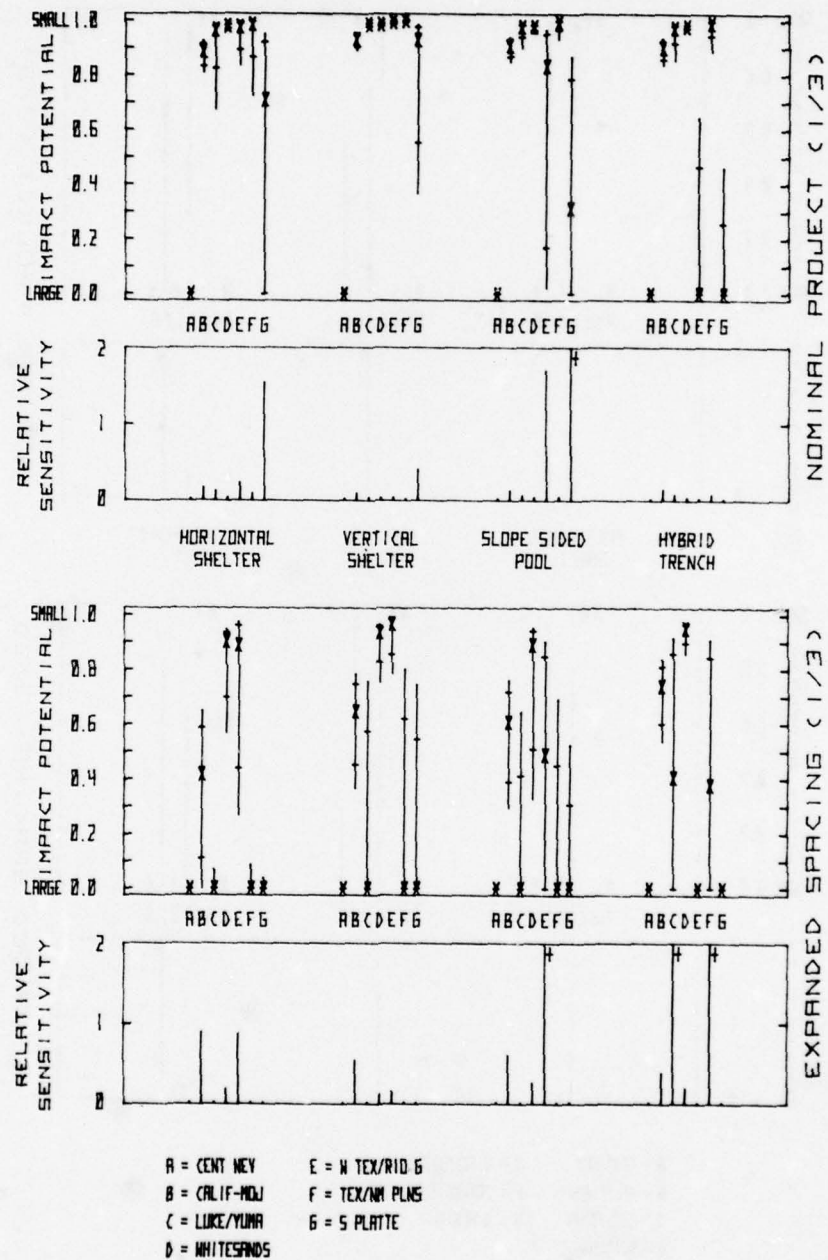 SMALL 1.0
0.8
0.6
0.4
0.2
LARGE 0.0
IMPACT POTENTIAL
ABCDEFG ABCDEFG ABCDEFG ABCDEFG
2
1
0
RELATIVE
SENSITIVITY
NOMINAL PROJECT (1/3)
HORIZONTAL
SHELTER
VERTICAL
SHELTER
SLOPE SIDED
POOL
HYBRID
TRENCH
SMALL 1.0
0.8
0.6
0.4
0.2
LARGE 0.0
IMPACT POTENTIAL
ABCDEFG ABCDEFG ABCDEFG ABCDEFG
2
1
0
RELATIVE
SENSITIVITY
EXPANDED SPACING (1/3)
A = CENT NEV E = W TEX/RIO G
B = CALIF-MOJ F = TEX/NM PLNS
C = LUKE/YUMA G = S PLATTE
D = WHITESANDS